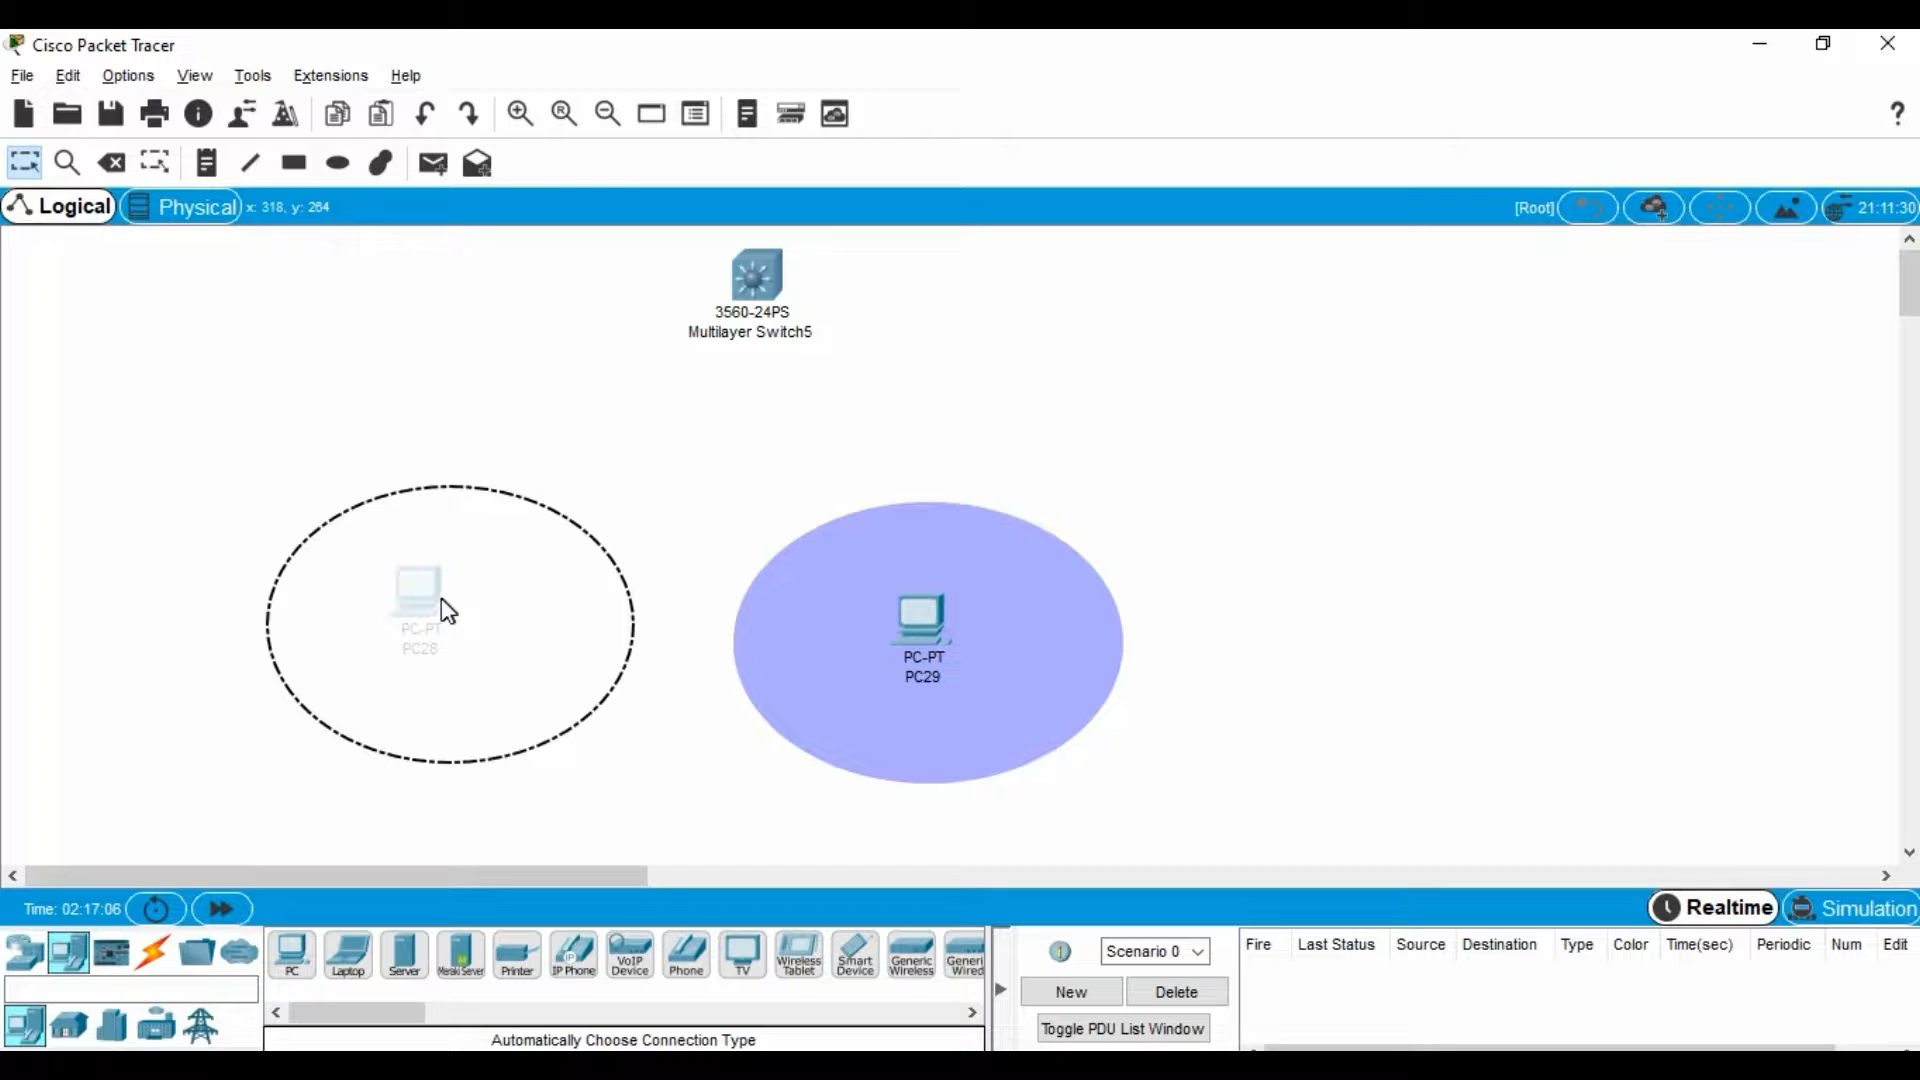 Cisco Packet Tracer
File Edit Options View Tools Extensions Help
?
Logical Physical x: 318, y: 264 [Root] 21:11:30
3560-24PS
Multilayer Switch5
PC-PT
PC28
PC-PT
PC29
Time: 02:17:06 Realtime Simulation
PC Laptop Server Meraki Server Printer IP Phone VoIP Device Phone TV Wireless Tablet Smart Device Generic Wireless Generi Wired
Scenario 0
New Delete
Toggle PDU List Window
Fire Last Status Source Destination Type Color Time(sec) Periodic Num Edit
Automatically Choose Connection Type